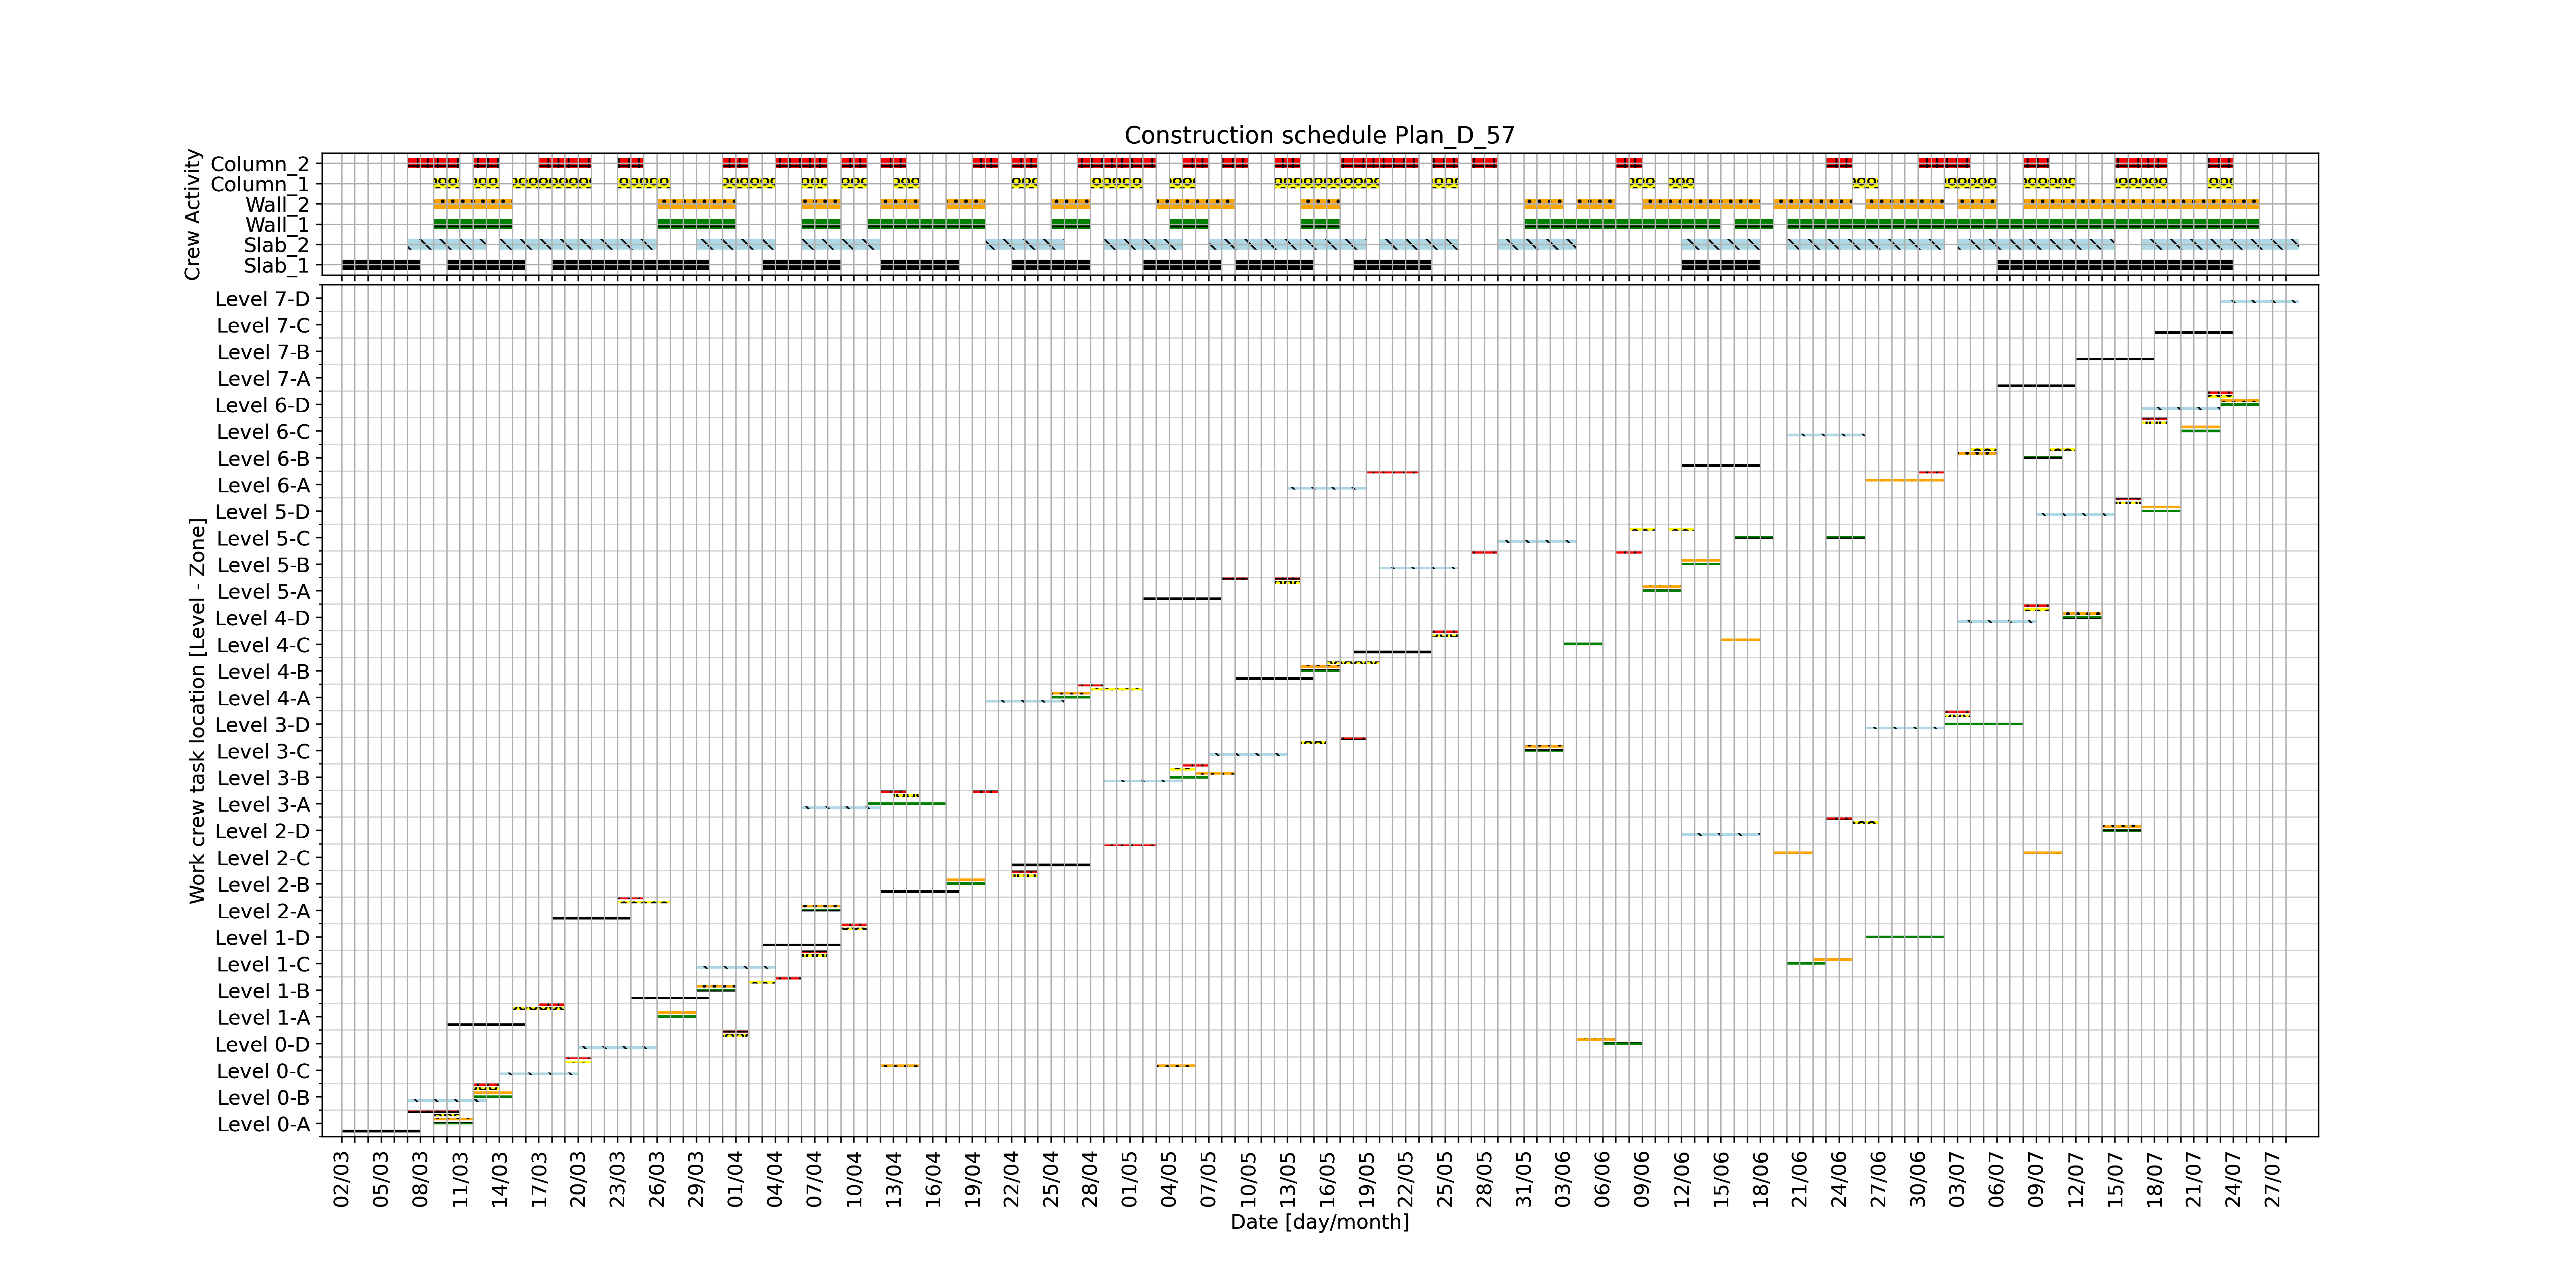 Construction schedule Plan_D_57
Crew Activity
Column_2
Column_1
Wall_2
Wall_1
Slab_2
Slab_1
Work crew task location [Level - Zone]
Level 7-D
Level 7-C
Level 7-B
Level 7-A
Level 6-D
Level 6-C
Level 6-B
Level 6-A
Level 5-D
Level 5-C
Level 5-B
Level 5-A
Level 4-D
Level 4-C
Level 4-B
Level 4-A
Level 3-D
Level 3-C
Level 3-B
Level 3-A
Level 2-D
Level 2-C
Level 2-B
Level 2-A
Level 1-D
Level 1-C
Level 1-B
Level 1-A
Level 0-D
Level 0-C
Level 0-B
Level 0-A
02/03 05/03 08/03 11/03 14/03 17/03 20/03 23/03 26/03 29/03 01/04 04/04 07/04 10/04 13/04 16/04 19/04 22/04 25/04 28/04 01/05 04/05 07/05 10/05 13/05 16/05 19/05 22/05 25/05 28/05 31/05 03/06 06/06 09/06 12/06 15/06 18/06 21/06 24/06 27/06 30/06 03/07 06/07 09/07 12/07 15/07 18/07 21/07 24/07 27/07
Date [day/month]